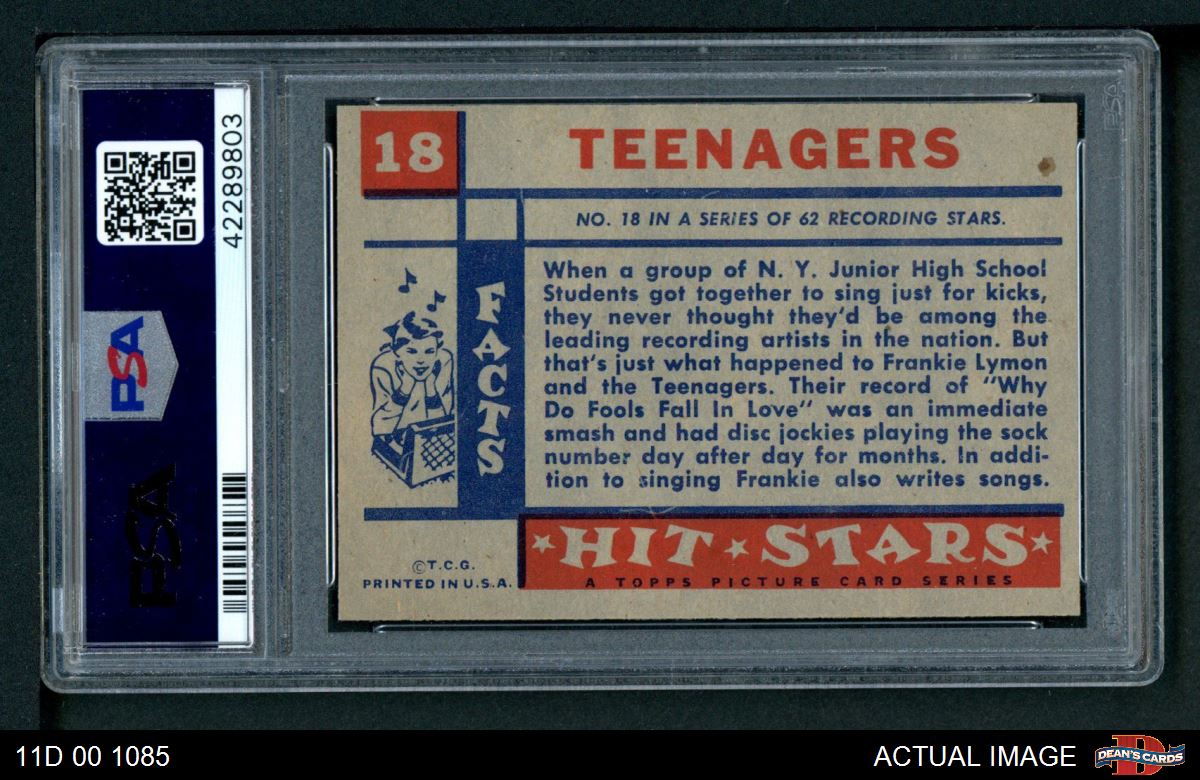 42289803
PSA
PSA
PSA
18
TEENAGERS
NO. 18 IN A SERIES OF 62 RECORDING STARS.
FACTS
When a group of N. Y. Junior High School
Students got together to sing just for kicks,
they never thought they'd be among the
leading recording artists in the nation. But
that's just what happened to Frankie Lymon
and the Teenagers. Their record of "Why
Do Fools Fall In Love" was an immediate
smash and had disc jockies playing the sock
number day after day for months. In addi-
tion to singing Frankie also writes songs.
HIT STARS
A TOPPS PICTURE CARD SERIES
©T.C.G.
PRINTED IN U.S.A.
11D 00 1085
ACTUAL IMAGE
DEAN'S CARDS